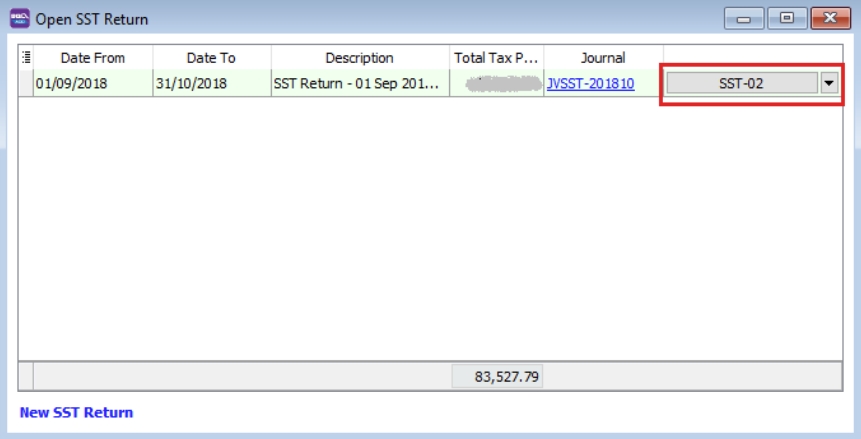 Open SST Return
Date From Date To Description Total Tax P... Journal
01/09/2018 31/10/2018 SST Return - 01 Sep 201... JVSST-201810 SST-02
83,527.79
New SST Return